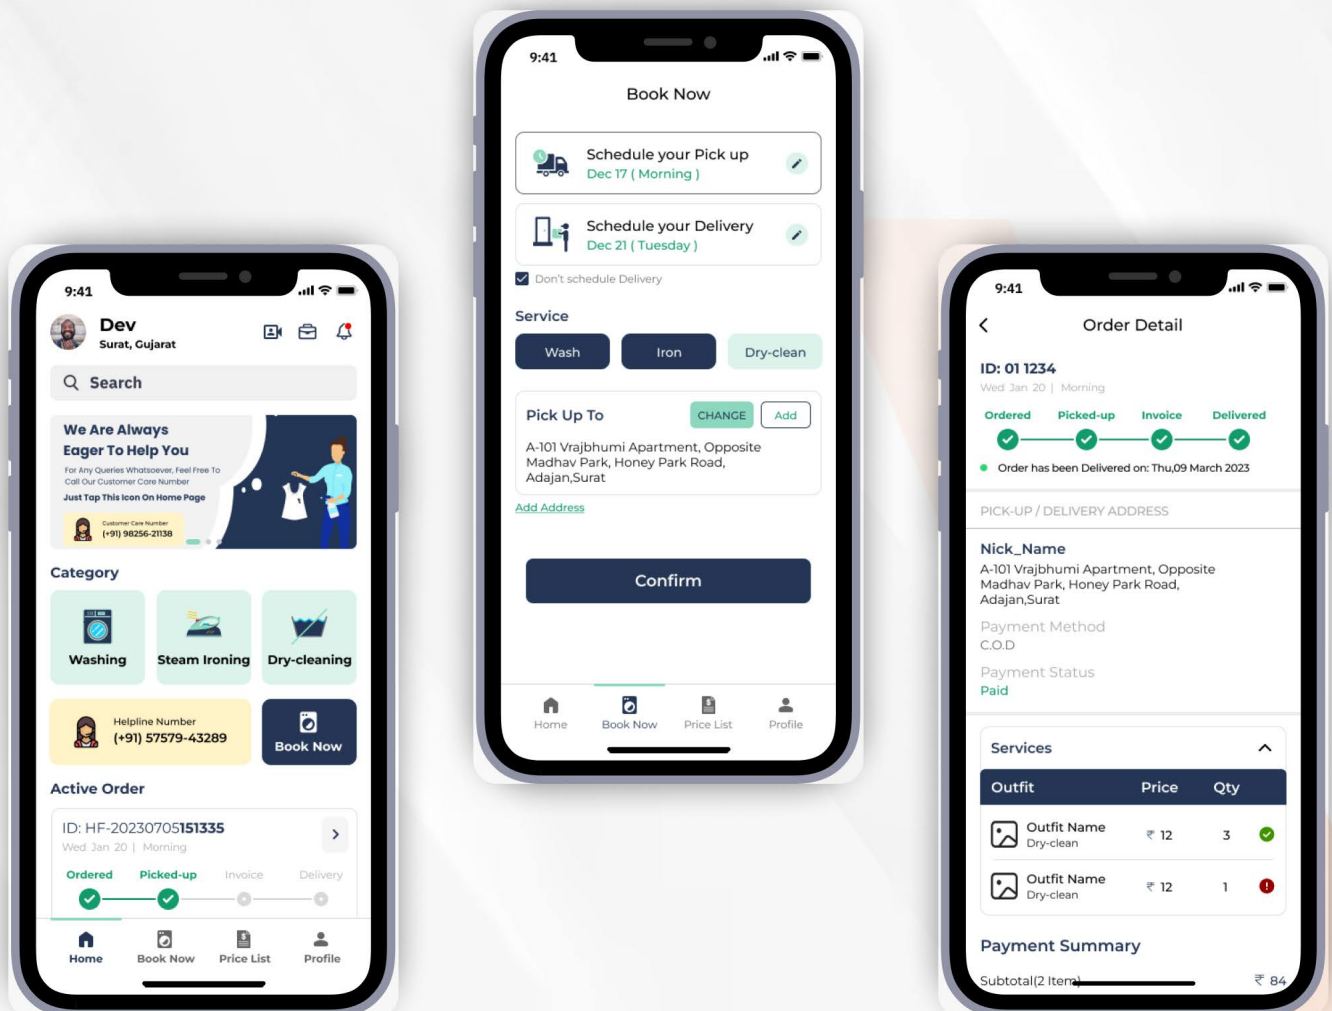 9:41
Dev
Surat, Gujarat
Search
We Are Always
Eager To Help You
For Any Queries Whatsoever, Feel Free To
Call Our Customer Care Number
Just Tap This Icon On Home Page
Customer Care Number
(+91) 98256-21138
Category
Washing
Steam Ironing
Dry-cleaning
Helpline Number
(+91) 57579-43289
Book Now
Active Order
ID: HF-20230705151335
Wed Jan 20 | Morning
Ordered Picked-up Invoice Delivery
Home Book Now Price List Profile
9:41
Book Now
Schedule your Pick up
Dec 17 ( Morning )
Schedule your Delivery
Dec 21 ( Tuesday )
Don't schedule Delivery
Service
Wash Iron Dry-clean
Pick Up To CHANGE Add
A-101 Vrajbhumi Apartment, Opposite
Madhav Park, Honey Park Road,
Adajan,Surat
Add Address
Confirm
Home Book Now Price List Profile
9:41
Order Detail
ID: 01 1234
Wed Jan 20 | Morning
Ordered Picked-up Invoice Delivered
Order has been Delivered on: Thu,09 March 2023
PICK-UP / DELIVERY ADDRESS
Nick_Name
A-101 Vrajbhumi Apartment, Opposite
Madhav Park, Honey Park Road,
Adajan,Surat
Payment Method
C.O.D
Payment Status
Paid
Services
Outfit Price Qty
Outfit Name ₹ 12 3
Dry-clean
Outfit Name ₹ 12 1
Dry-clean
Payment Summary
Subtotal(2 Item) ₹ 84